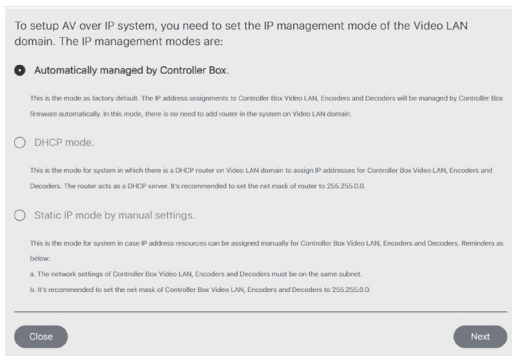 To setup AV over IP system, you need to set the IP management mode of the Video LAN
domain. The IP management modes are:
Automatically managed by Controller Box.
This is the mode as factory default. The IP address assignments to Controller Box Video LAN, Encoders and Decoders will be managed by Controller Box
firmware automatically. In this mode, there is no need to add router in the system on Video LAN domain.
DHCP mode.
This is the mode for system in which there is a DHCP router on Video LAN domain to assign IP addresses for Controller Box Video LAN, Encoders and
Decoders. The router acts as a DHCP server. It's recommended to set the net mask of router to 255.255.0.0.
Static IP mode by manual settings.
This is the mode for system in case IP address resources can be assigned manually for Controller Box Video LAN, Encoders and Decoders. Reminders as
below:
a. The network settings of Controller Box Video LAN, Encoders and Decoders must be on the same subnet.
b. It's recommended to set the net mask of Controller Box Video LAN, Encoders and Decoders to 255.255.0.0.
Close
Next